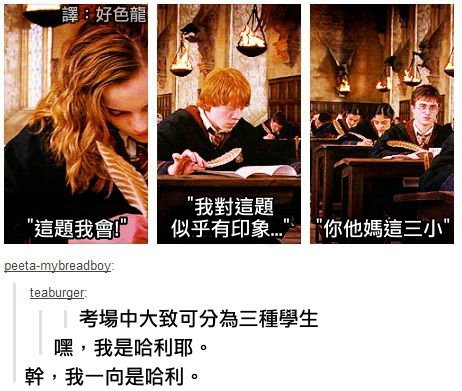 譯：好色龍
"這題我會!"
"我對這題
似乎有印象..."
"你他媽這三小"
peeta-mybreadboy:
teaburger:
考場中大致可分為三種學生
嘿，我是哈利耶。
幹，我一向是哈利。